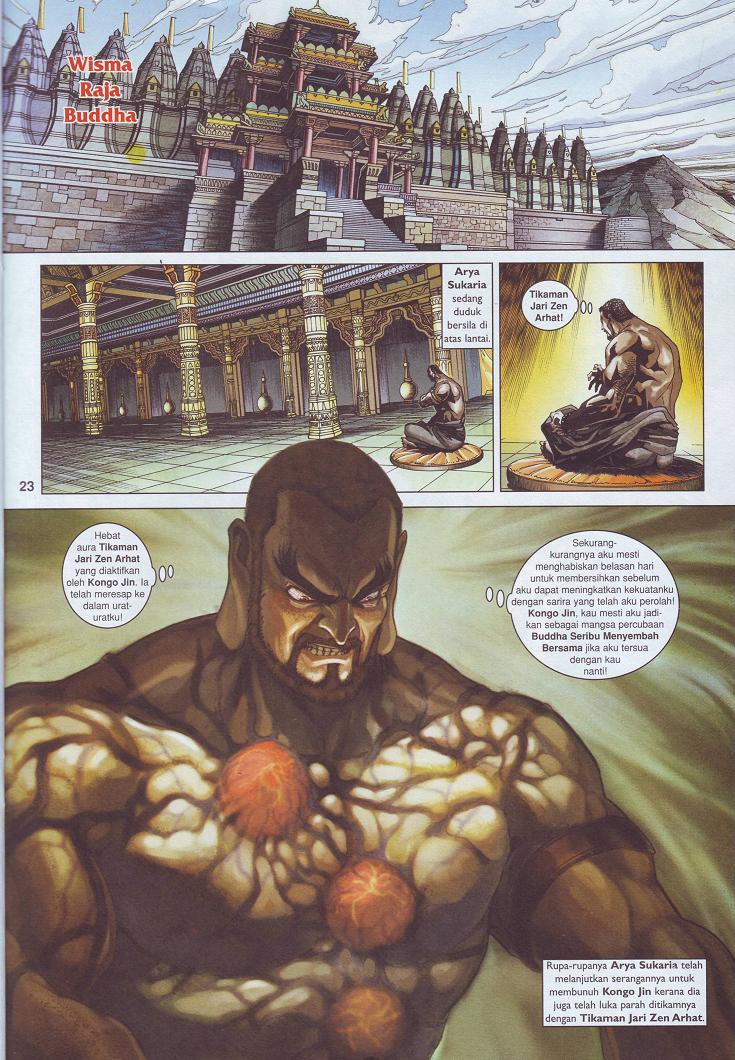 Wisma
Raja
Buddha
Arya
Sukaria
sedang
duduk
bersila di
atas lantai.
Tikaman
Jari Zen
Arhat!
23
Hebat
aura Tikaman
Jari Zen Arhat
yang diaktifkan
oleh Kongo Jin. Ia
telah meresap ke
dalam urat-
uratku!
Sekurang-
kurangnya aku mesti
menghabiskan belasan hari
untuk membersihkan sebelum
aku dapat meningkatkan kekuatanku
dengan sarira yang telah aku perolah!
Kongo Jin, kau mesti aku jadi-
kan sebagai mangsa percubaan
Buddha Seribu Menyembah
Bersama jika aku tersua
dengan kau
nanti!
Rupa-rupanya Arya Sukaria telah
melanjutkan serangannya untuk
membunuh Kongo Jin kerana dia
juga telah luka parah ditikamnya
dengan Tikaman Jari Zen Arhat.